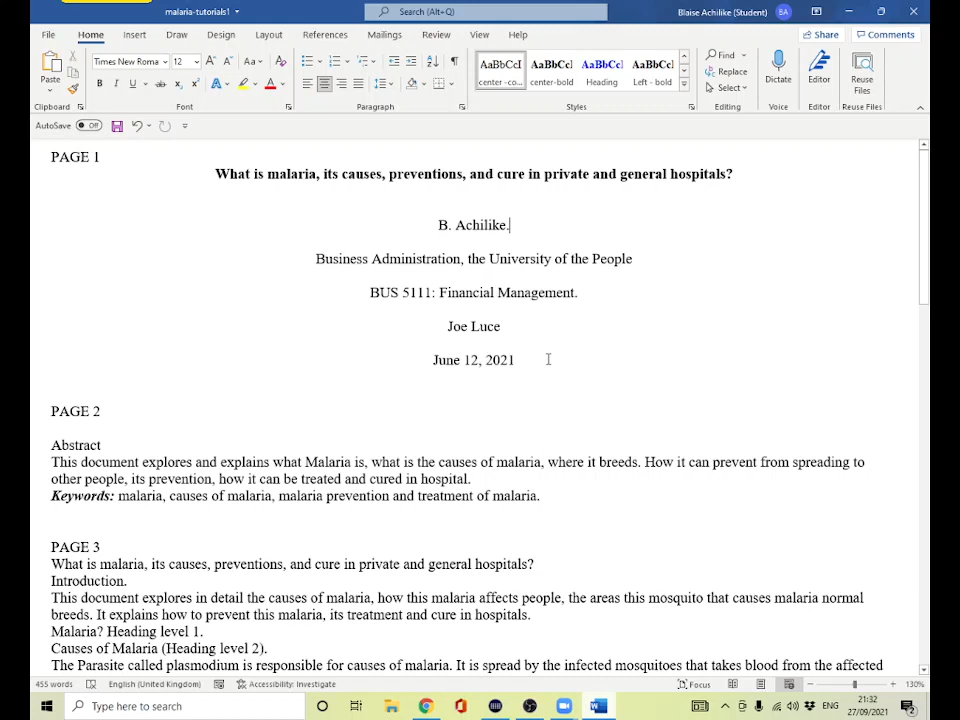 malaria-tutorials1
Search (Alt+Q)
Blaise Achilike (Student)
BA
File
Home
Insert
Draw
Design
Layout
References
Mailings
Review
View
Help
Share
Comments
Times New Roma
12
Aa
AaBbCcI
AaBbCcl
AaBbCcl
AaBbCcl
center -co...
center-bold
Heading
Left - bold
Find
Replace
Select
Paste
Dictate
Editor
Reuse
Files
Clipboard
Font
Paragraph
Styles
Editing
Voice
Editor
Reuse Files
AutoSave
Off
PAGE 1
What is malaria, its causes, preventions, and cure in private and general hospitals?
B. Achilike.
Business Administration, the University of the People
BUS 5111: Financial Management.
Joe Luce
June 12, 2021
PAGE 2
Abstract
This document explores and explains what Malaria is, what is the causes of malaria, where it breeds. How it can prevent from spreading to
other people, its prevention, how it can be treated and cured in hospital.
Keywords: malaria, causes of malaria, malaria prevention and treatment of malaria.
PAGE 3
What is malaria, its causes, preventions, and cure in private and general hospitals?
Introduction.
This document explores in detail the causes of malaria, how this malaria affects people, the areas this mosquito that causes malaria normal
breeds. It explains how to prevent this malaria, its treatment and cure in hospitals.
Malaria? Heading level 1.
Causes of Malaria (Heading level 2).
The Parasite called plasmodium is responsible for causes of malaria. It is spread by the infected mosquitoes that takes blood from the affected
455 words
English (United Kingdom)
Accessibility: Investigate
Focus
130%
Type here to search
ENG
21:32
27/09/2021
2